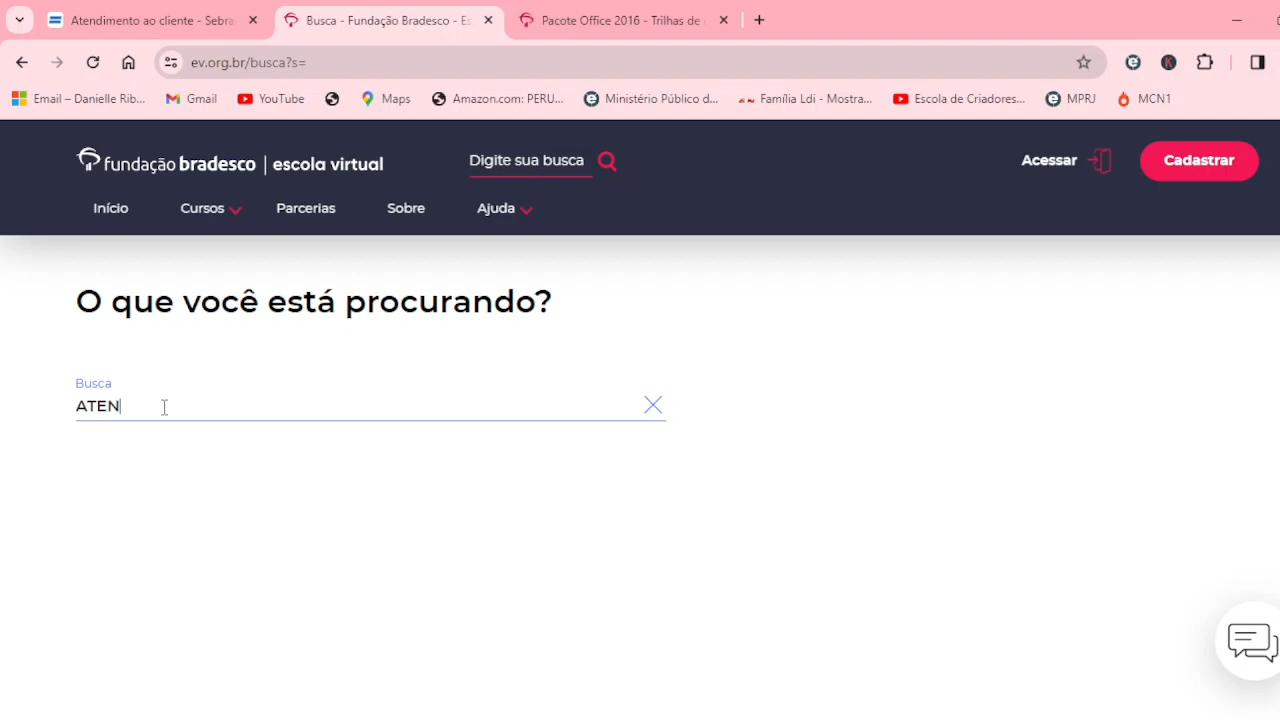 Atendimento ao cliente - Sebra
Busca - Fundação Bradesco - Es
Pacote Office 2016 - Trilhas de
ev.org.br/busca?s=
Email – Danielle Rib...
Gmail
YouTube
Maps
Amazon.com: PERU...
Ministério Público d...
Família Ldi - Mostra...
Escola de Criadores...
MPRJ
MCN1
fundação bradesco | escola virtual
Digite sua busca
Acessar
Cadastrar
Início
Cursos
Parcerias
Sobre
Ajuda
O que você está procurando?
Busca
ATEN